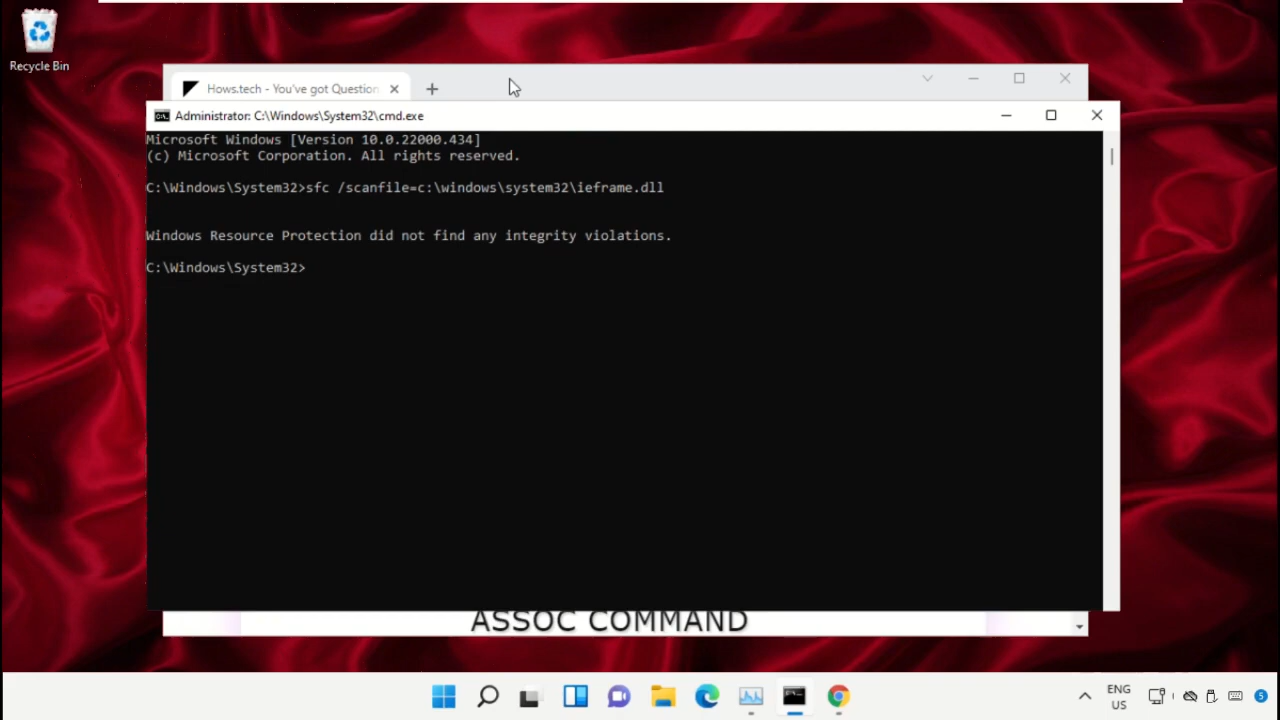 Recycle Bin
Hows.tech - You've got Question
Administrator: C:\Windows\System32\cmd.exe
Microsoft Windows [Version 10.0.22000.434]
(c) Microsoft Corporation. All rights reserved.
C:\Windows\System32>sfc /scanfile=c:\windows\system32\ieframe.dll
Windows Resource Protection did not find any integrity violations.
C:\Windows\System32>
ASSOC COMMAND
ENG
US
5